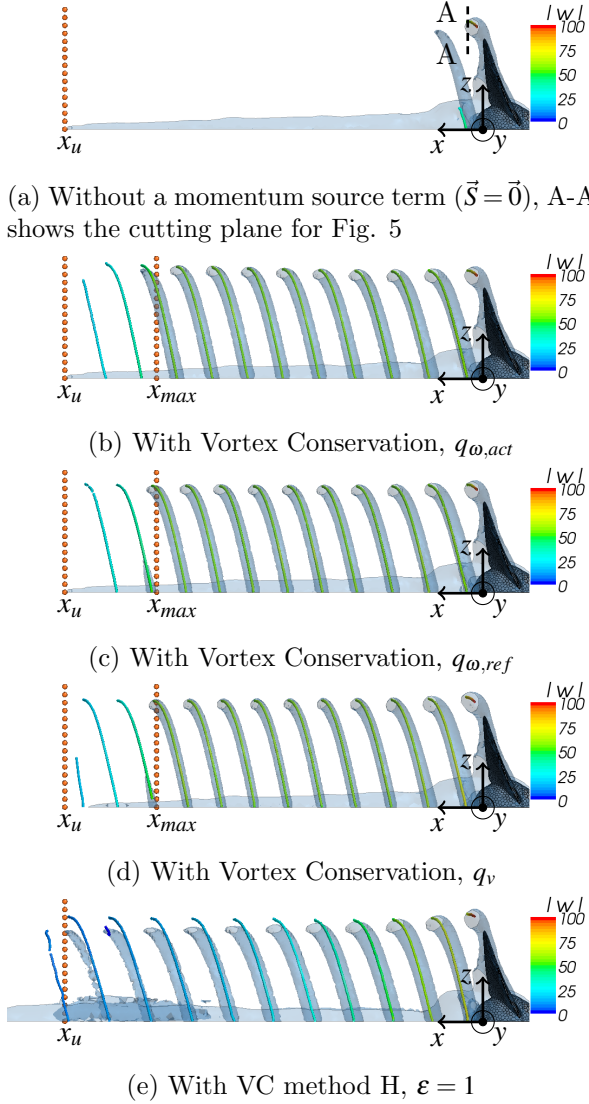 | w |
100
75
50
25
0
A
A
z
x_u
x
y
(a) Without a momentum source term (S⃗ = 0⃗), A-A
shows the cutting plane for Fig. 5
| w |
100
75
50
25
0
z
x_u
x_max
x
y
(b) With Vortex Conservation, q_ω,act
| w |
100
75
50
25
0
z
x_u
x_max
x
y
(c) With Vortex Conservation, q_ω,ref
| w |
100
75
50
25
0
z
x_u
x_max
x
y
(d) With Vortex Conservation, q_v
| w |
100
75
50
25
0
z
x_u
x
y
(e) With VC method H, ε = 1